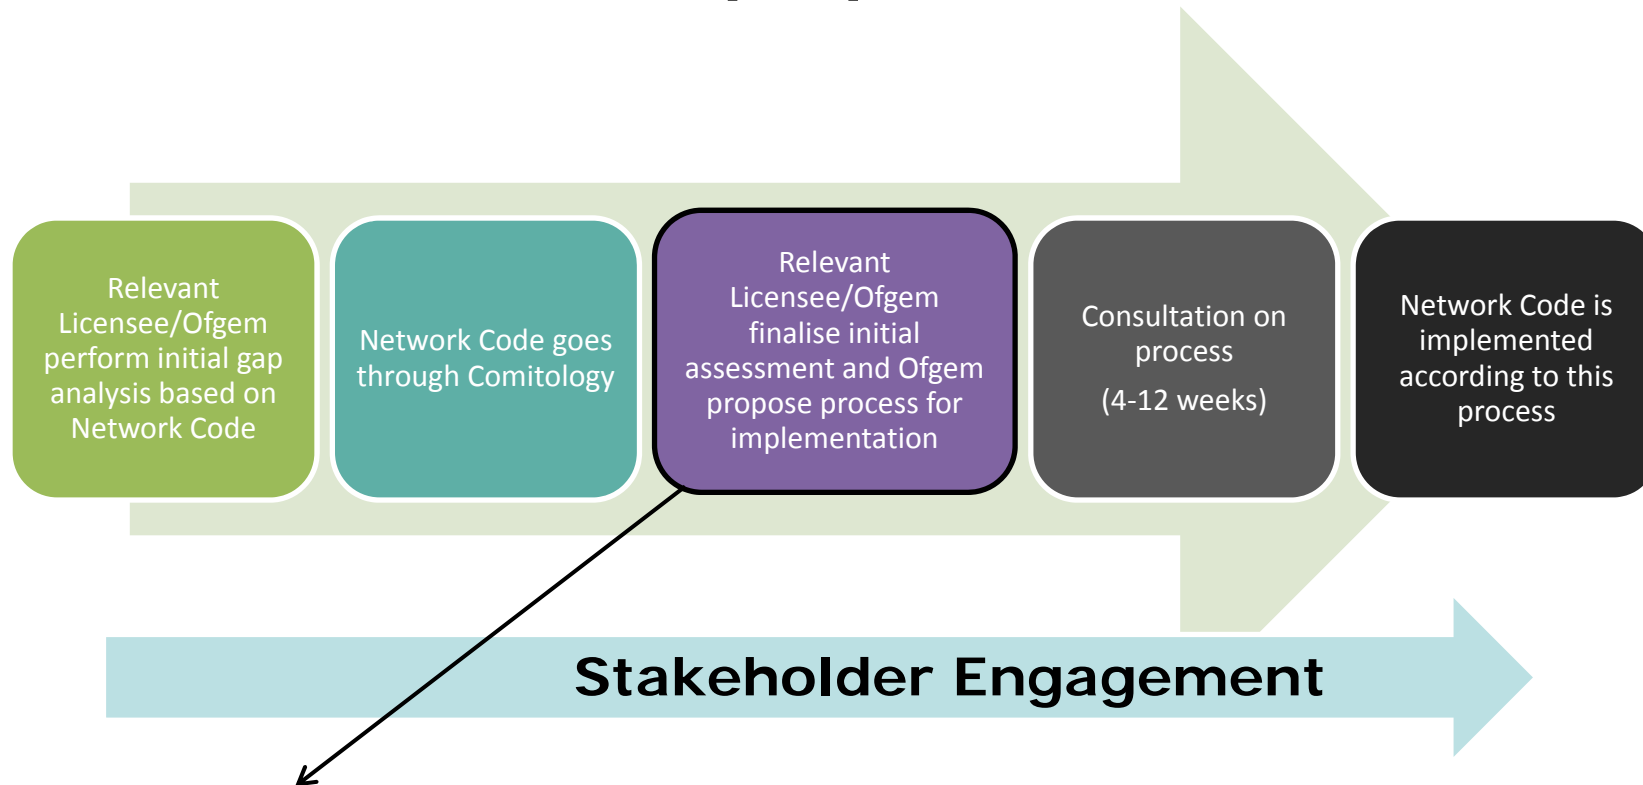 Relevant
Licensee/Ofgem
perform initial gap
analysis based on
Network Code
Network Code goes
through Comitology
Relevant
Licensee/Ofgem
finalise initial
assessment and Ofgem
propose process for
implementation
Consultation on
process
(4-12 weeks)
Network Code is
implemented
according to this
process
Stakeholder Engagement